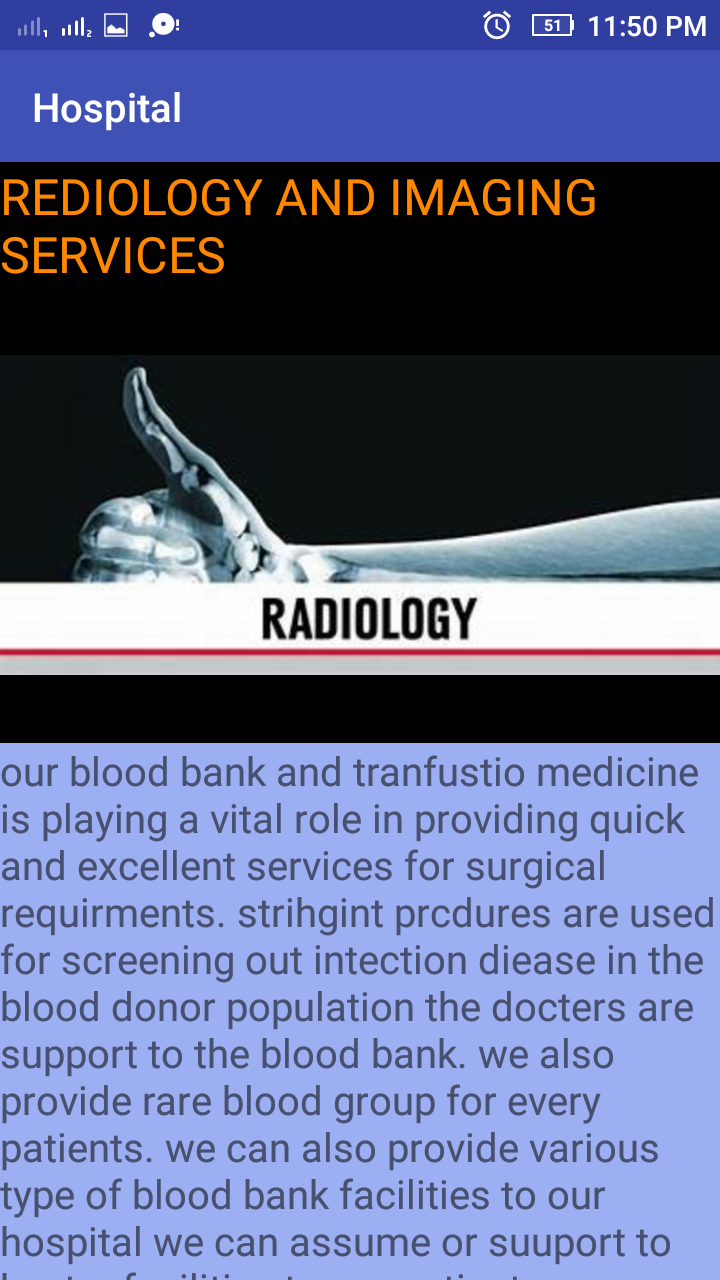 11:50 PM
51
1
2
Hospital
REDIOLOGY AND IMAGING
SERVICES
RADIOLOGY
our blood bank and tranfustio medicine
is playing a vital role in providing quick
and excellent services for surgical
requirments. strihgint prcdures are used
for screening out intection diease in the
blood donor population the docters are
support to the blood bank. we also
provide rare blood group for every
patients. we can also provide various
type of blood bank facilities to our
hospital we can assume or suuport to